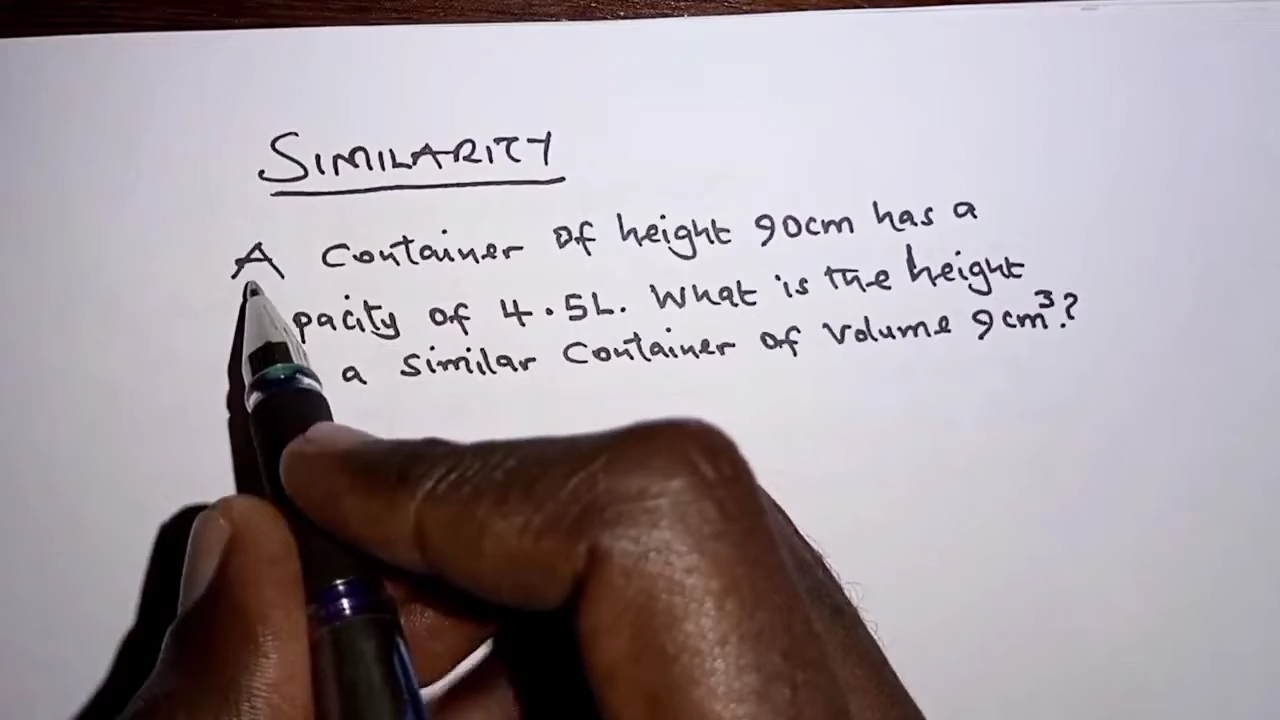 SIMILARITY
A Container of height 90cm has a
pacity of 4.5L. What is the height
a similar Container of Volume 9cm³?